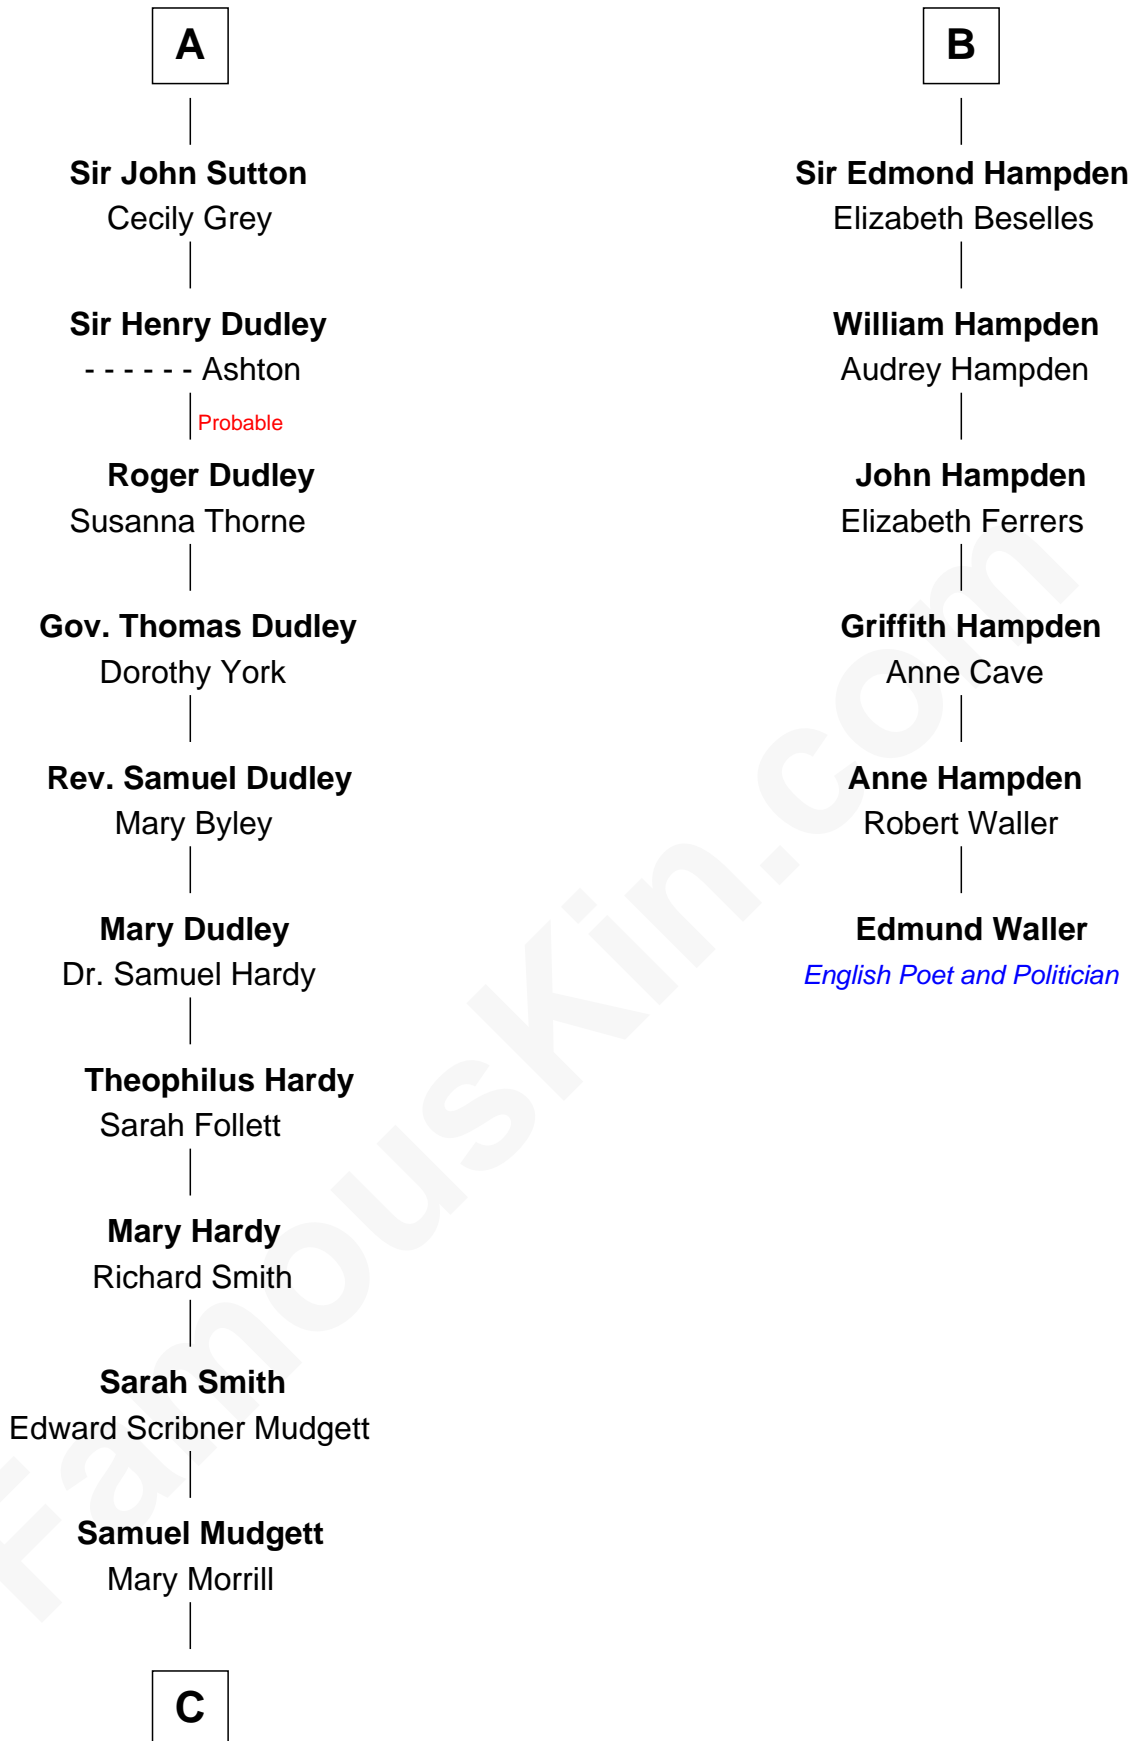 A
Sir John Sutton
Cecily Grey
Sir Henry Dudley
- - - - - - Ashton
Probable
Roger Dudley
Susanna Thorne
Gov. Thomas Dudley
Dorothy York
Rev. Samuel Dudley
Mary Byley
Mary Dudley
Dr. Samuel Hardy
Theophilus Hardy
Sarah Follett
Mary Hardy
Richard Smith
Sarah Smith
Edward Scribner Mudgett
Samuel Mudgett
Mary Morrill
C
B
Sir Edmond Hampden
Elizabeth Beselles
William Hampden
Audrey Hampden
John Hampden
Elizabeth Ferrers
Griffith Hampden
Anne Cave
Anne Hampden
Robert Waller
Edmund Waller
English Poet and Politician
FamousKin.com